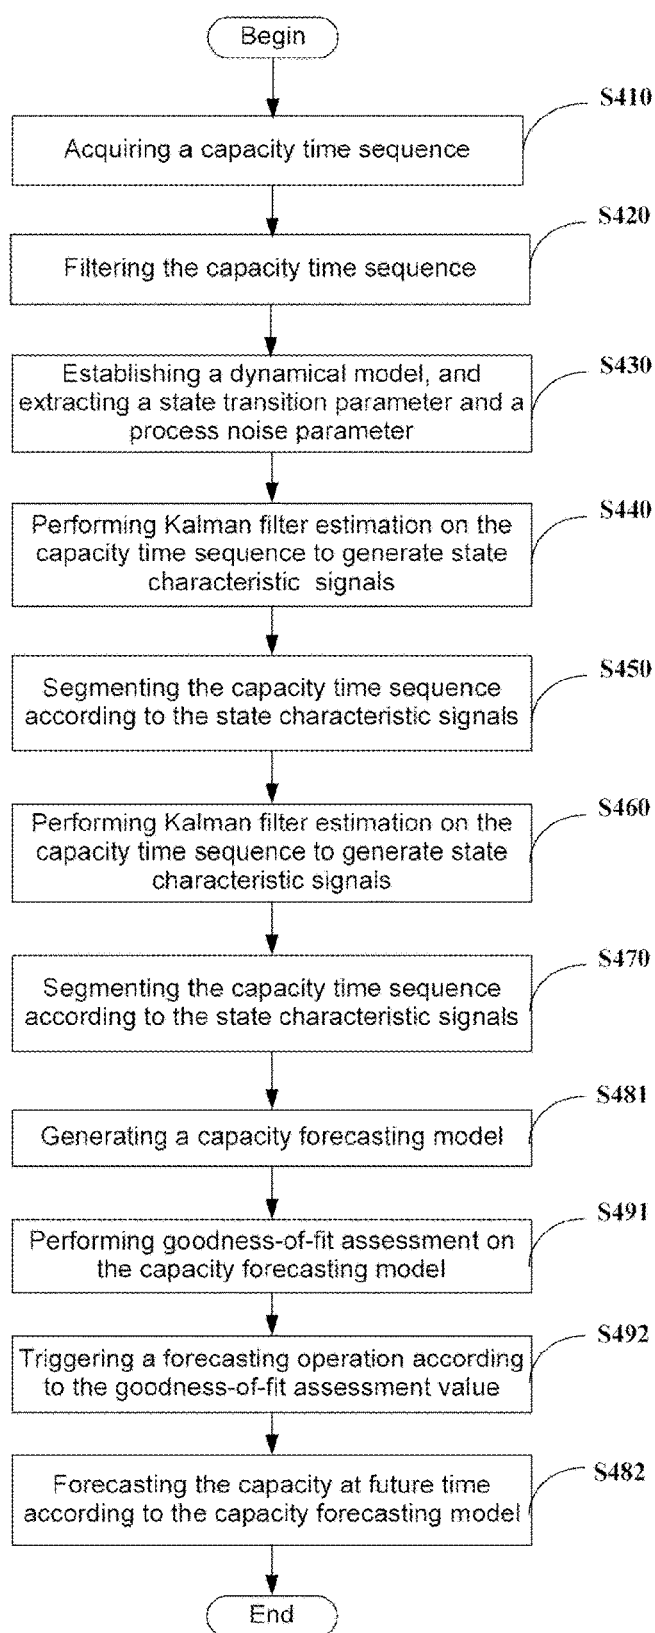 Begin
S410
Acquiring a capacity time sequence
S420
Filtering the capacity time sequence
S430
Establishing a dynamical model, and
extracting a state transition parameter and a
process noise parameter
S440
Performing Kalman filter estimation on the
capacity time sequence to generate state
characteristic signals
S450
Segmenting the capacity time sequence
according to the state characteristic signals
S460
Performing Kalman filter estimation on the
capacity time sequence to generate state
characteristic signals
S470
Segmenting the capacity time sequence
according to the state characteristic signals
S481
Generating a capacity forecasting model
S491
Performing goodness-of-fit assessment on
the capacity forecasting model
S492
Triggering a forecasting operation according
to the goodness-of-fit assessment value
S482
Forecasting the capacity at future time
according to the capacity forecasting model
End